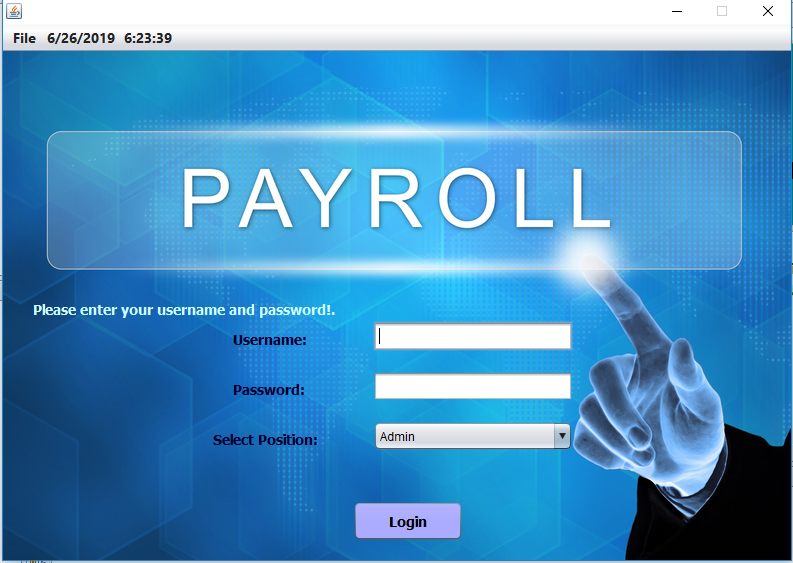 File 6/26/2019 6:23:39
PAYROLL
Please enter your username and password!.
Username:
Password:
Select Position: Admin
Login